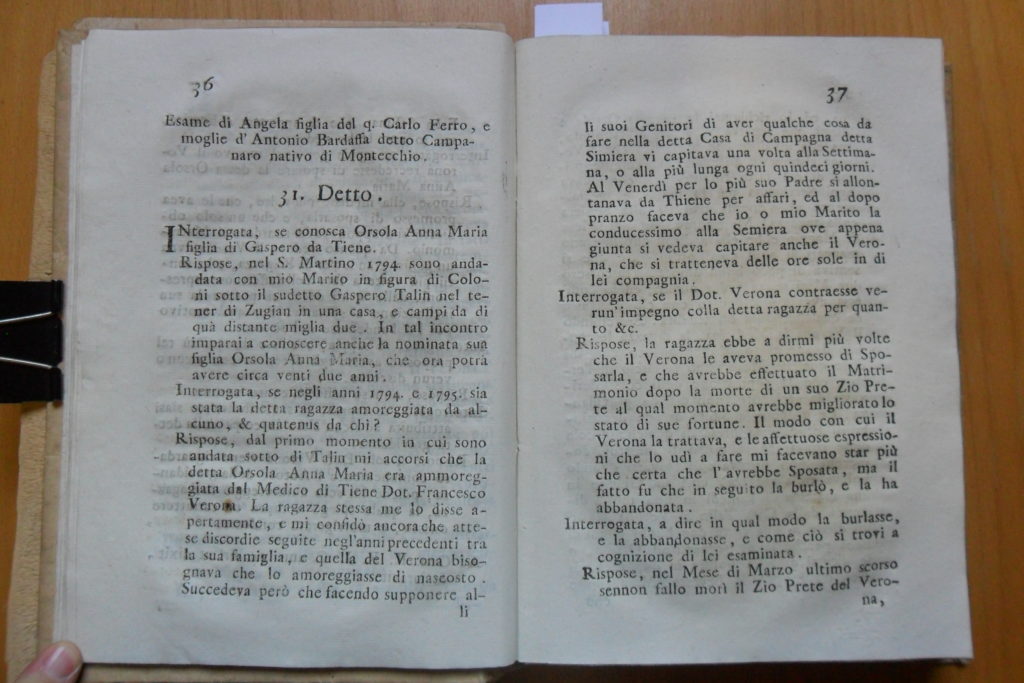 36
Esame di Angela figlia del q. Carlo Ferro, e
moglie d'Antonio Bardaffa detto Campa-
naro nativo di Montecchio.
31. Detto.
INterrogata, se conosca Orsola Anna Maria
figlia di Gaspero da Tiene.
Rispose, nel S. Martino 1794. sono anda-
data con mio Marito in figura di Colo-
ni sotto il sudetto Gaspero Talin nel te-
ner di Zugian in una casa, e campi da di
quà distante miglia due. In tal incontro
imparai a conoscere anche la nominata sua
figlia Orsola Anna Maria, che ora potrà
avere circa venti due anni.
Interrogata, se negli anni 1794. e 1795. sia
stata la detta ragazza amoreggiata da al-
cuno, & quatenus da chi?
Rispose, dal primo momento in cui sono
andata sotto di Talin mi accorsi che la
detta Orsola Anna Maria era ammoreg-
giata dal Medico di Tiene Dot. Francesco
Verona. La ragazza stessa me lo disse a-
pertamente, e mi confidò ancora che atte-
se discordie seguite negl'anni precedenti tra
la sua famiglia, e quella del Verona biso-
gnava che lo amoreggiasse di nascosto.
Succedeva però che facendo supponere al-
li
37
li suoi Genitori di aver qualche cosa da
fare nella detta Casa di Campagna detta
Simiera vi capitava una volta alla Settima-
na, o alla più lunga ogni quindeci giorni.
Al Venerdì per lo più suo Padre si allon-
tanava da Thiene per affari, ed al dopo
pranzo faceva che io o mio Marito la
conducessimo alla Semiera ove appena
giunta si vedeva capitare anche il Vero-
na, che si tratteneva delle ore sole in di
lei compagnia.
Interrogata, se il Dot. Verona contraesse ve-
run'impegno colla detta ragazza per quan-
to &c.
Rispose, la ragazza ebbe a dirmi più volte
che il Verona le aveva promesso di Spo-
sarla, e che avrebbe effettuato il Matri-
monio dopo la morte di un suo Zio Pre-
te al qual momento avrebbe migliorato lo
stato di sue fortune. Il modo con cui il
Verona la trattava, e le affettuose espressio-
ni che lo udì a fare mi facevano star più
che certa che l'avrebbe Sposata, ma il
fatto fu che in seguito la burlò, e la ha
abbandonata.
Interrogata, a dire in qual modo la burlasse,
e la abbandonasse, e come ciò si trovi a
cognizione di lei esaminata.
Rispose, nel Mese di Marzo ultimo scorso
sennon fallo morì il Zio Prete del Vero-
na,